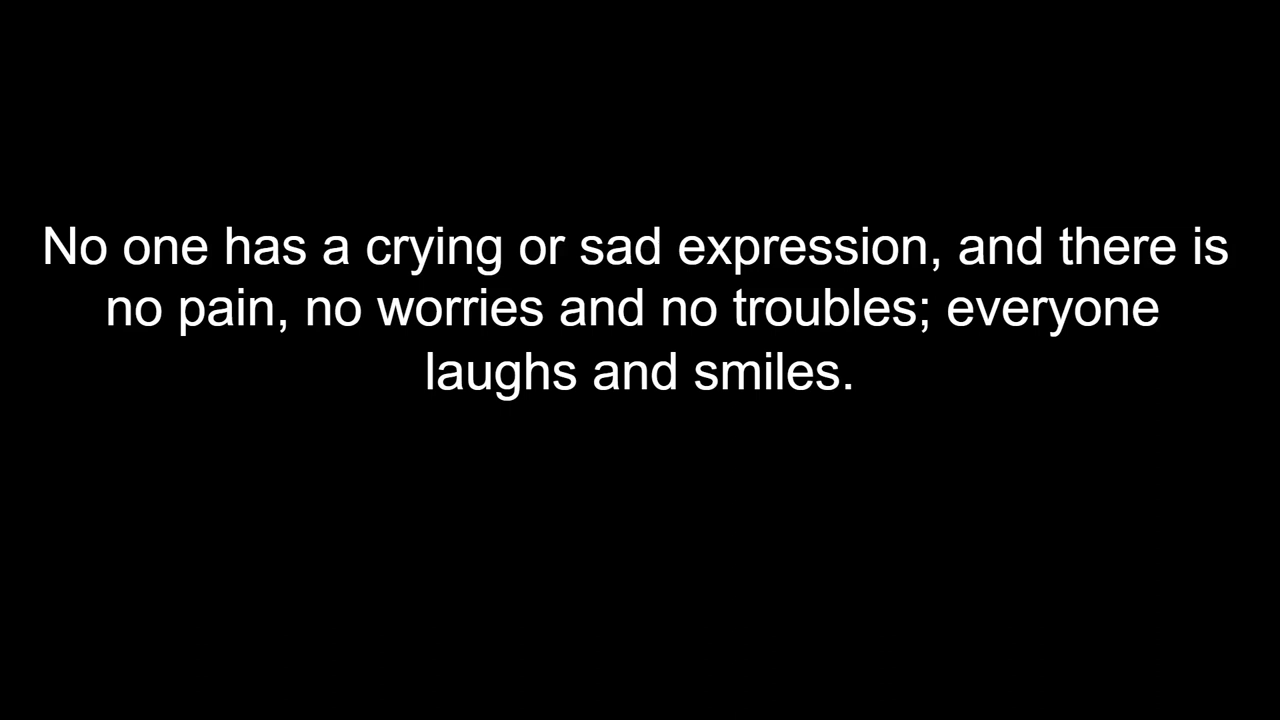 No one has a crying or sad expression, and there is
no pain, no worries and no troubles; everyone
laughs and smiles.